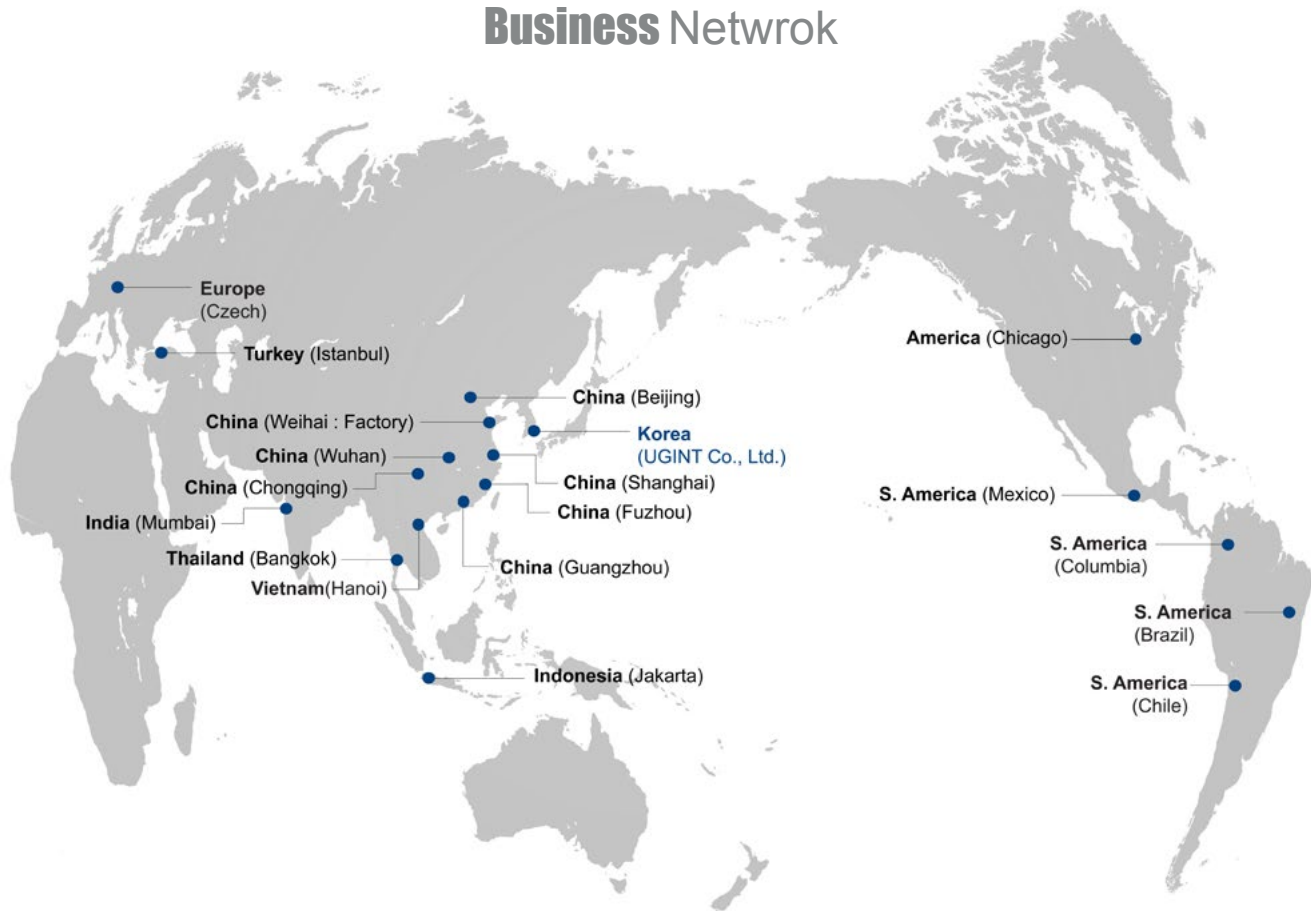 Business Netwrok
Europe
(Czech)
Turkey (Istanbul)
America (Chicago)
China (Beijing)
China (Weihai : Factory)
Korea
(UGINT Co., Ltd.)
China (Wuhan)
China (Shanghai)
China (Chongqing)
S. America (Mexico)
China (Fuzhou)
India (Mumbai)
S. America
(Columbia)
Thailand (Bangkok)
China (Guangzhou)
Vietnam(Hanoi)
S. America
(Brazil)
Indonesia (Jakarta)
S. America
(Chile)